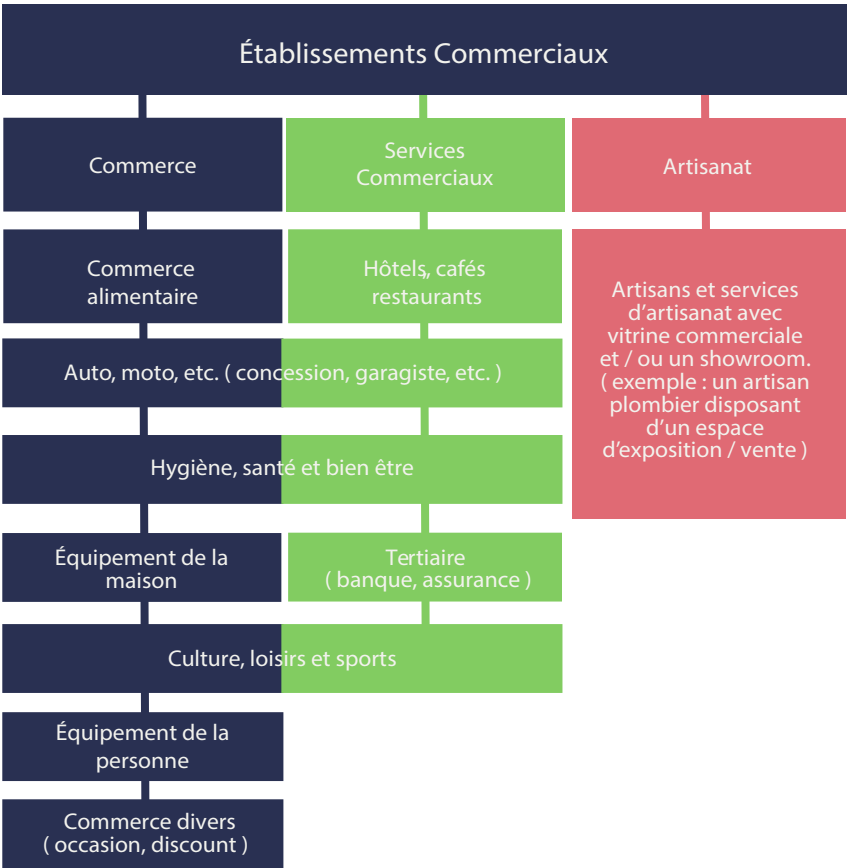 Établissements Commerciaux
Commerce
Services
Commerciaux
Artisanat
Commerce
alimentaire
Hôtels, cafés
restaurants
Artisans et services
d'artisanat avec
vitrine commerciale
et / ou un showroom.
( exemple : un artisan
plombier disposant
d'un espace
d'exposition / vente )
Auto, moto, etc. ( concession, garagiste, etc. )
Hygiène, santé et bien être
Équipement de la
maison
Tertiaire
( banque, assurance )
Culture, loisirs et sports
Équipement de la
personne
Commerce divers
( occasion, discount )